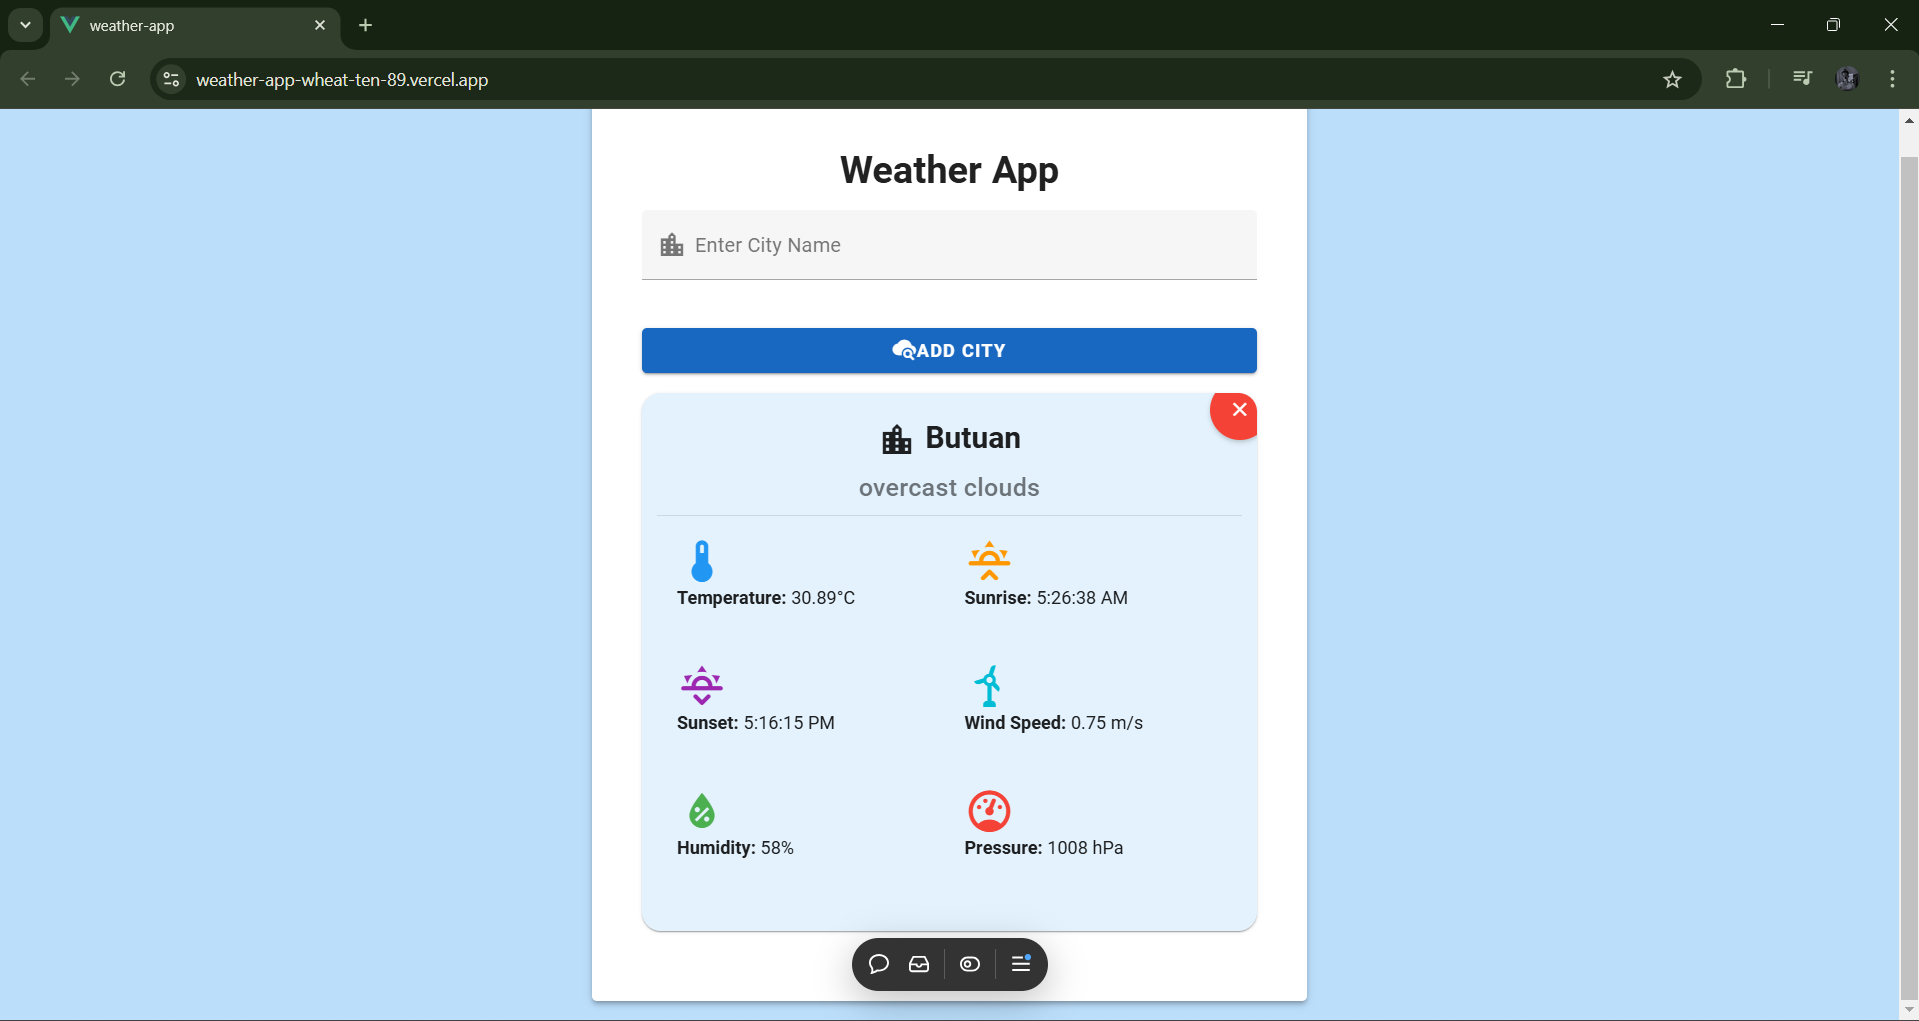 weather-app
weather-app-wheat-ten-89.vercel.app
Weather App
Enter City Name
ADD CITY
Butuan
overcast clouds
Temperature: 30.89°C
Sunrise: 5:26:38 AM
Sunset: 5:16:15 PM
Wind Speed: 0.75 m/s
Humidity: 58%
Pressure: 1008 hPa